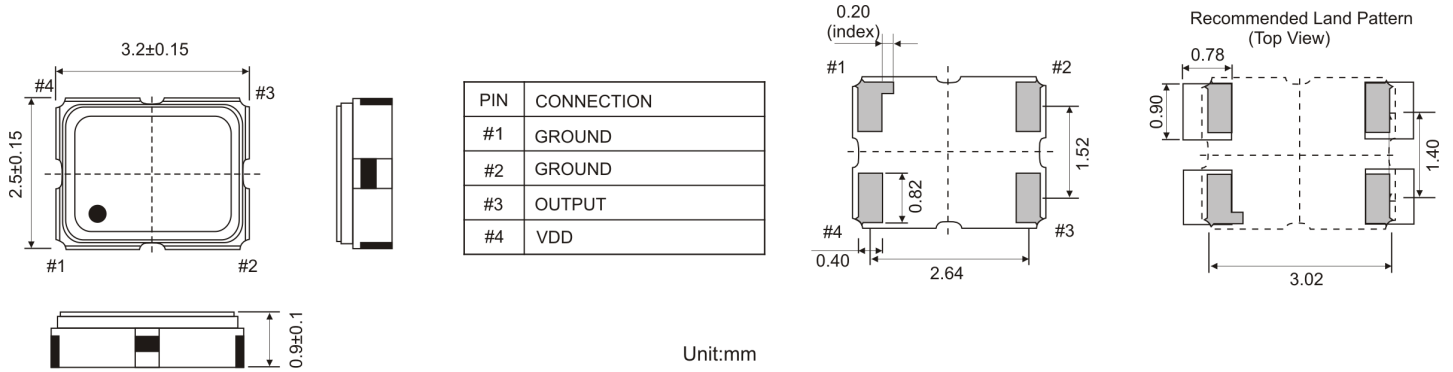 3.2±0.15
#4
#3
2.5±0.15
#1
#2
0.9±0.1
PIN CONNECTION
#1 GROUND
#2 GROUND
#3 OUTPUT
#4 VDD
Unit:mm
0.20
(index)
#1
#2
1.52
0.82
#4
#3
0.40
2.64
Recommended Land Pattern
(Top View)
0.78
0.90
1.40
3.02